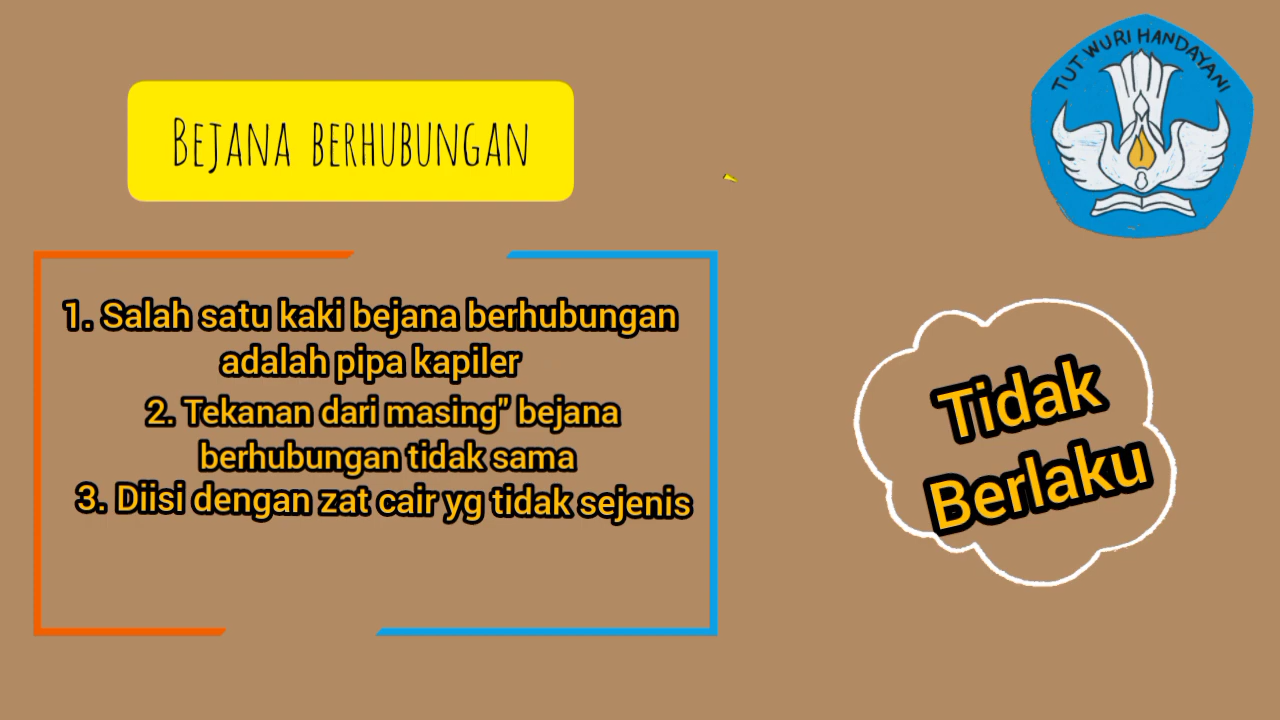 TUT WURI HANDAYANI
BEJANA BERHUBUNGAN
1. Salah satu kaki bejana berhubungan
adalah pipa kapiler
2. Tekanan dari masing" bejana
berhubungan tidak sama
3. Diisi dengan zat cair yg tidak sejenis
Tidak
Berlaku